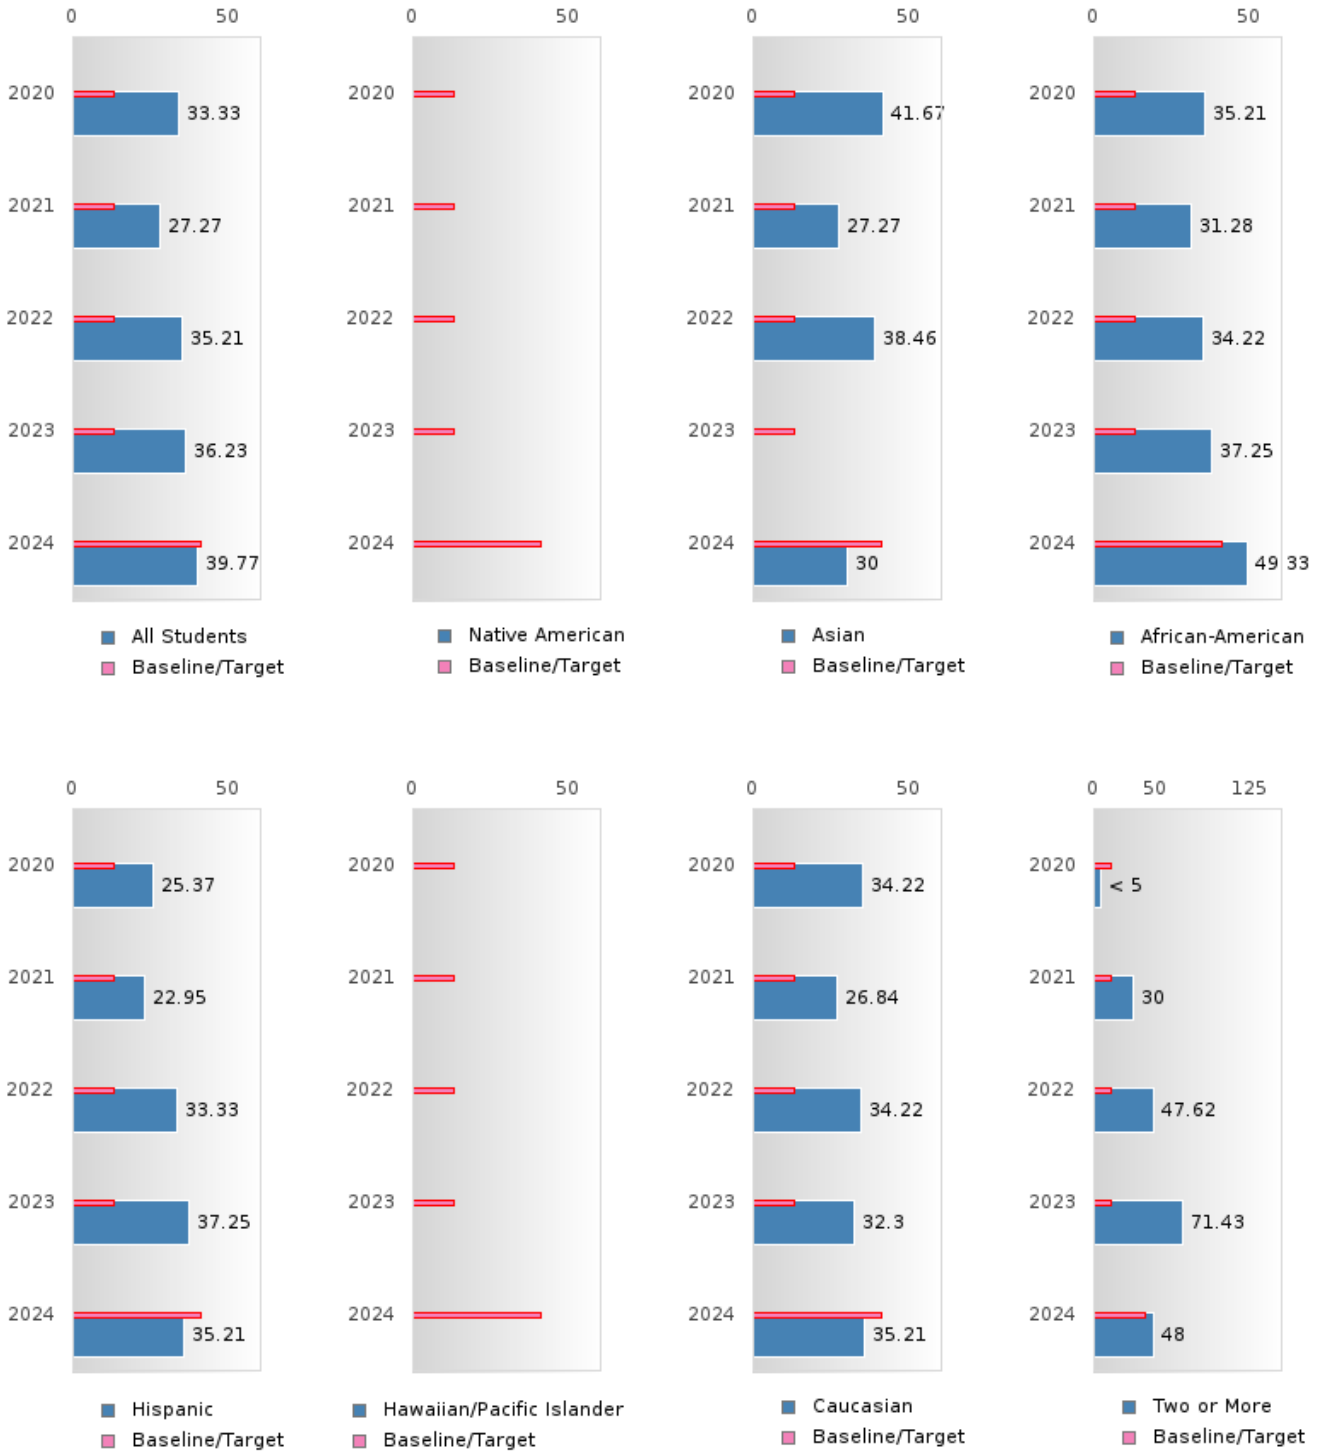 0 50 0 50 0 50 0 50
2020 33.33 2020 2020 41.67 2020 35.21
2021 27.27 2021 2021 27.27 2021 31.28
2022 35.21 2022 2022 38.46 2022 34.22
2023 36.23 2023 2023 2023 37.25
2024 39.77 2024 2024 30 2024 49 33
All Students Native American Asian African-American
Baseline/Target Baseline/Target Baseline/Target Baseline/Target
0 50 0 50 0 50 0 50 125
2020 25.37 2020 2020 34.22 2020 < 5
2021 22.95 2021 2021 26.84 2021 30
2022 33.33 2022 2022 34.22 2022 47.62
2023 37.25 2023 2023 32.3 2023 71.43
2024 35.21 2024 2024 35.21 2024 48
Hispanic Hawaiian/Pacific Islander Caucasian Two or More
Baseline/Target Baseline/Target Baseline/Target Baseline/Target